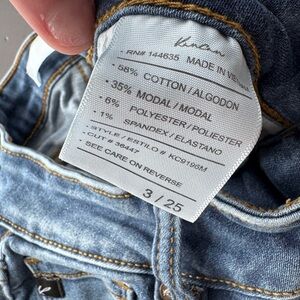 KanCan
RN# 144635 MADE IN VIETNAM
• 58% COTTON / ALGODON
• 35% MODAL / MODAL
• 6% POLYESTER / POLIESTER
• 1% SPANDEX / ELASTANO
• STYLE / ESTILO # KC9196M
• CUT # 36447
• SEE CARE ON REVERSE
3 / 25